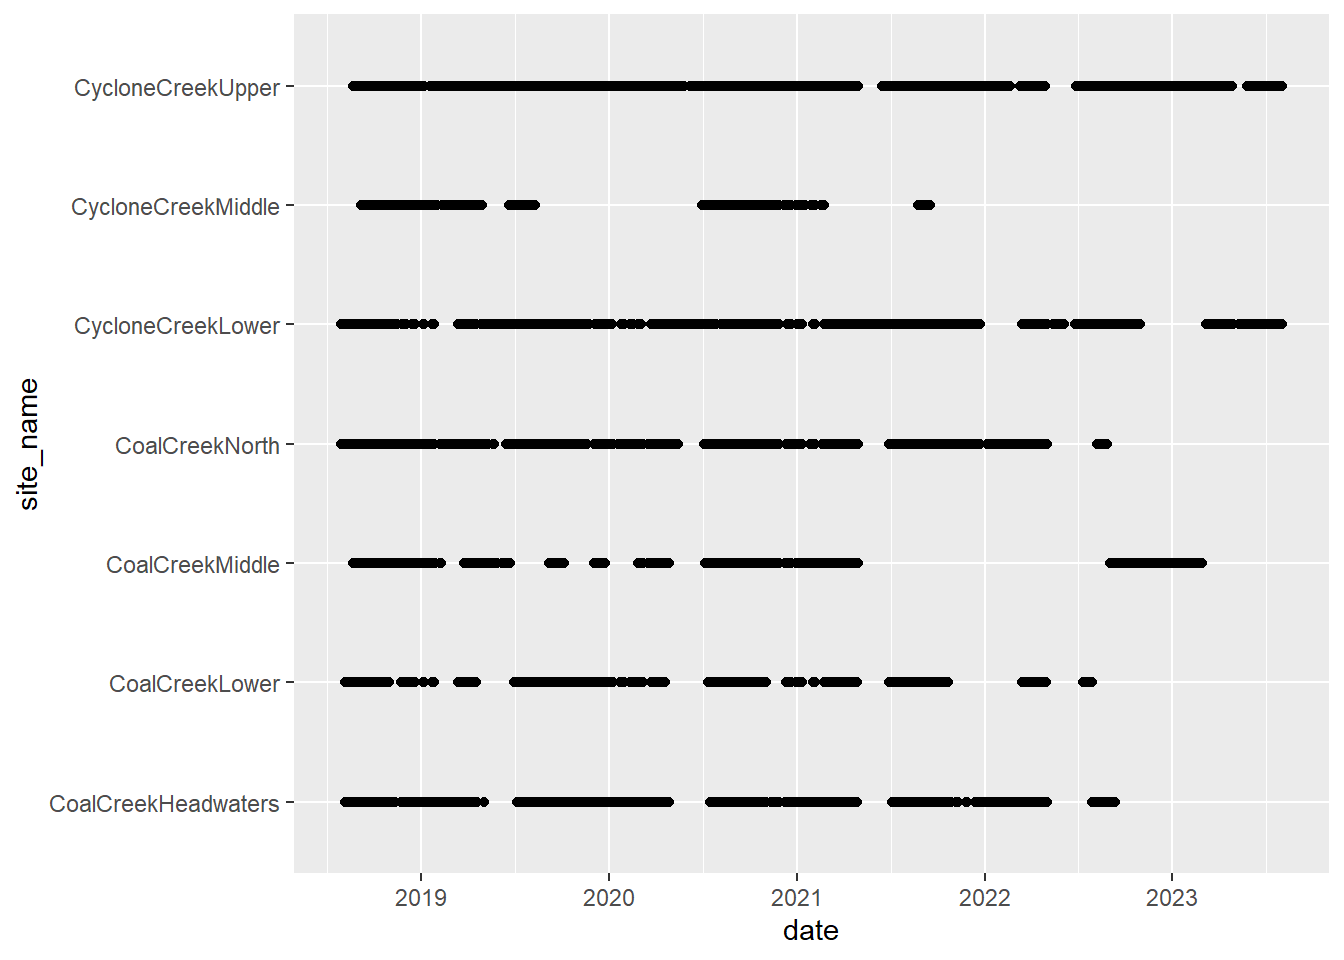 CycloneCreekUpper
CycloneCreekMiddle
CycloneCreekLower
CoalCreekNorth
CoalCreekMiddle
CoalCreekLower
CoalCreekHeadwaters
site_name
2019 2020 2021 2022 2023
date